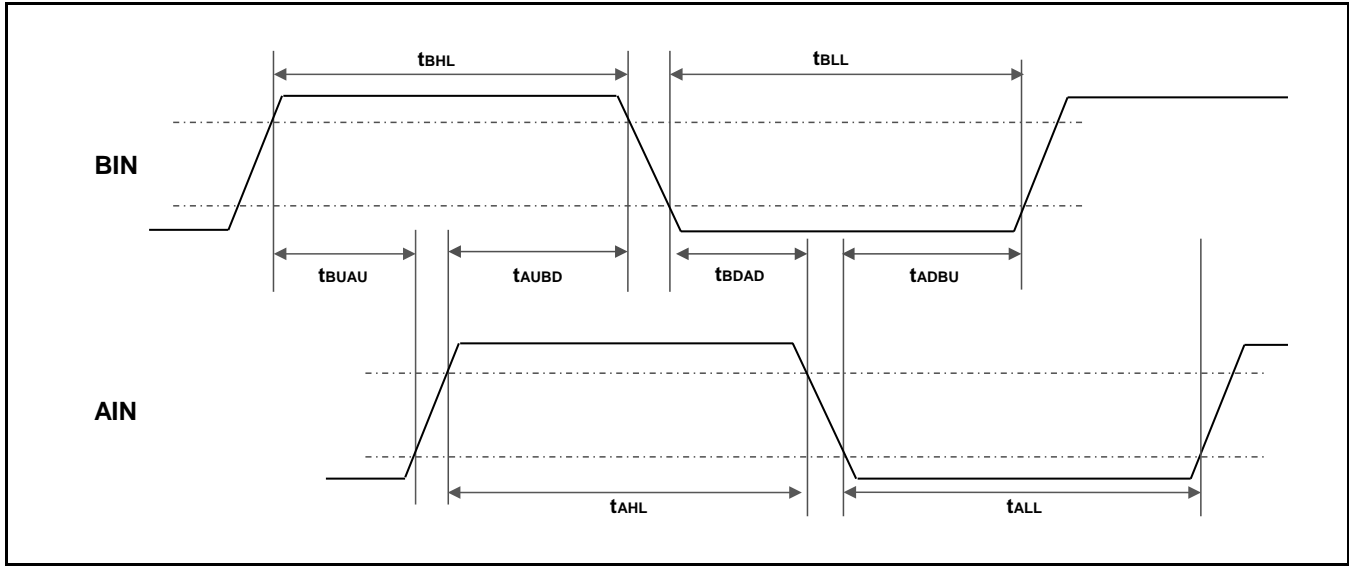 tBHL
tBLL
BIN
tBUAU
tAUBD
tBDAD
tADBU
AIN
tAHL
tALL